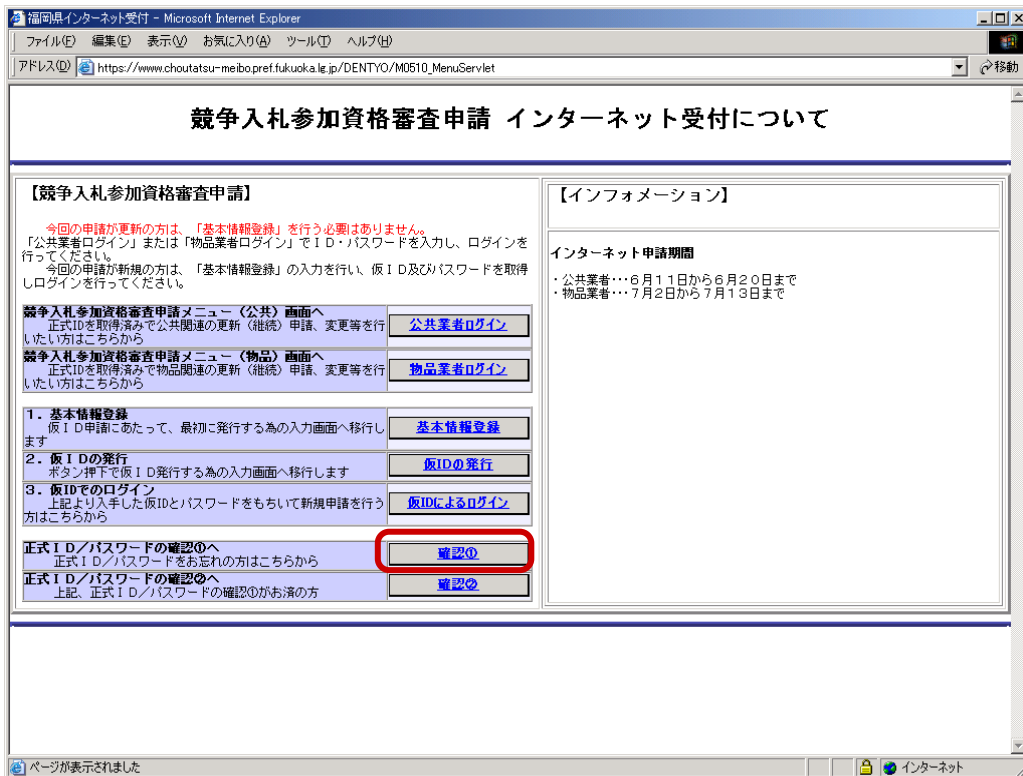 福岡県インターネット受付 - Microsoft Internet Explorer
ファイル(F) 編集(E) 表示(V) お気に入り(A) ツール(T) ヘルプ(H)
アドレス(D) https://www.choutatsu-meibo.pref.fukuoka.lg.jp/DENTYO/M0510_MenuServlet 移動
競争入札参加資格審査申請 インターネット受付について
【競争入札参加資格審査申請】
今回の申請が更新の方は、「基本情報登録」を行う必要はありません。
「公共業者ログイン」または「物品業者ログイン」でＩＤ・パスワードを入力し、ログインを
行ってください。
今回の申請が新規の方は、「基本情報登録」の入力を行い、仮ＩＤ及びパスワードを取得
しログインを行ってください。
競争入札参加資格審査申請メニュー（公共）画面へ
正式IDを取得済みで公共関連の更新（継続）申請、変更等を行
いたい方はこちらから
公共業者ログイン
競争入札参加資格審査申請メニュー（物品）画面へ
正式IDを取得済みで物品関連の更新（継続）申請、変更等を行
いたい方はこちらから
物品業者ログイン
１．基本情報登録
仮ＩＤ申請にあたって、最初に発行する為の入力画面へ移行し
ます
基本情報登録
２．仮ＩＤの発行
ボタン押下で仮ＩＤ発行する為の入力画面へ移行します
仮IDの発行
３．仮IDでのログイン
上記より入手した仮IDとパスワードをもちいて新規申請を行う
方はこちらから
仮IDによるログイン
正式ＩＤ／パスワードの確認①へ
正式ＩＤ／パスワードをお忘れの方はこちらから
確認①
正式ＩＤ／パスワードの確認②へ
上記、正式ＩＤ／パスワードの確認①がお済の方
確認②
【インフォメーション】
インターネット申請期間
・公共業者・・・６月１１日から６月２０日まで
・物品業者・・・７月２日から７月１３日まで
ページが表示されました インターネット